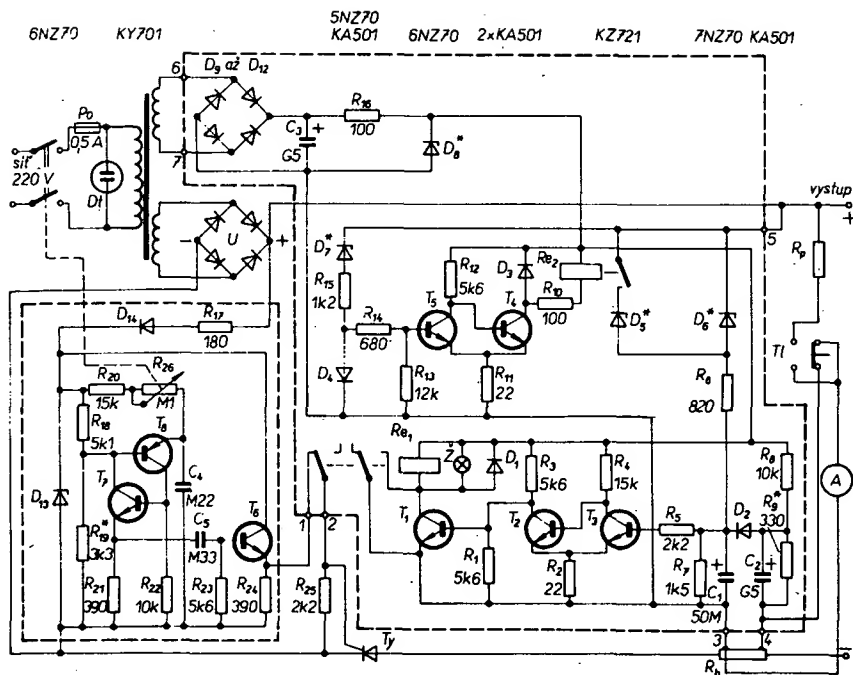 5NZ70
6NZ70 KY701 KA501 6NZ70 2xKA501 KZ721 7NZ70 KA501
6 D9 až D12
Po
0,5 A
síť
220 V
Dt
7
R16
100
C3 +
G5
D8*
výstup
+
5
− U +
D7*
R15
1k2
R12
5k6
D3
Re2
T5 T4
R10
100
R14
680
D5*
D6*
Rp
Tl
D14 R17
180
R26
M1
R20
15k
D4
R13
12k
R11
22
R6
820
R18
5k1
T8
T7
C4
M22
Re1
Ž
D1
R3
5k6
R4
15k
R8
10k
A
D13
R19*
3k3
C5
M33
T6
1 2
T1 T2 T3
R5
2k2
D2
R9*
330
R21
390
R22
10k
R23
5k6
R24
390
R25
2k2
R1
5k6
R2
22
R7
1k5
C1 +
50M
C2 +
G5
Ty
3 4
Rb
−